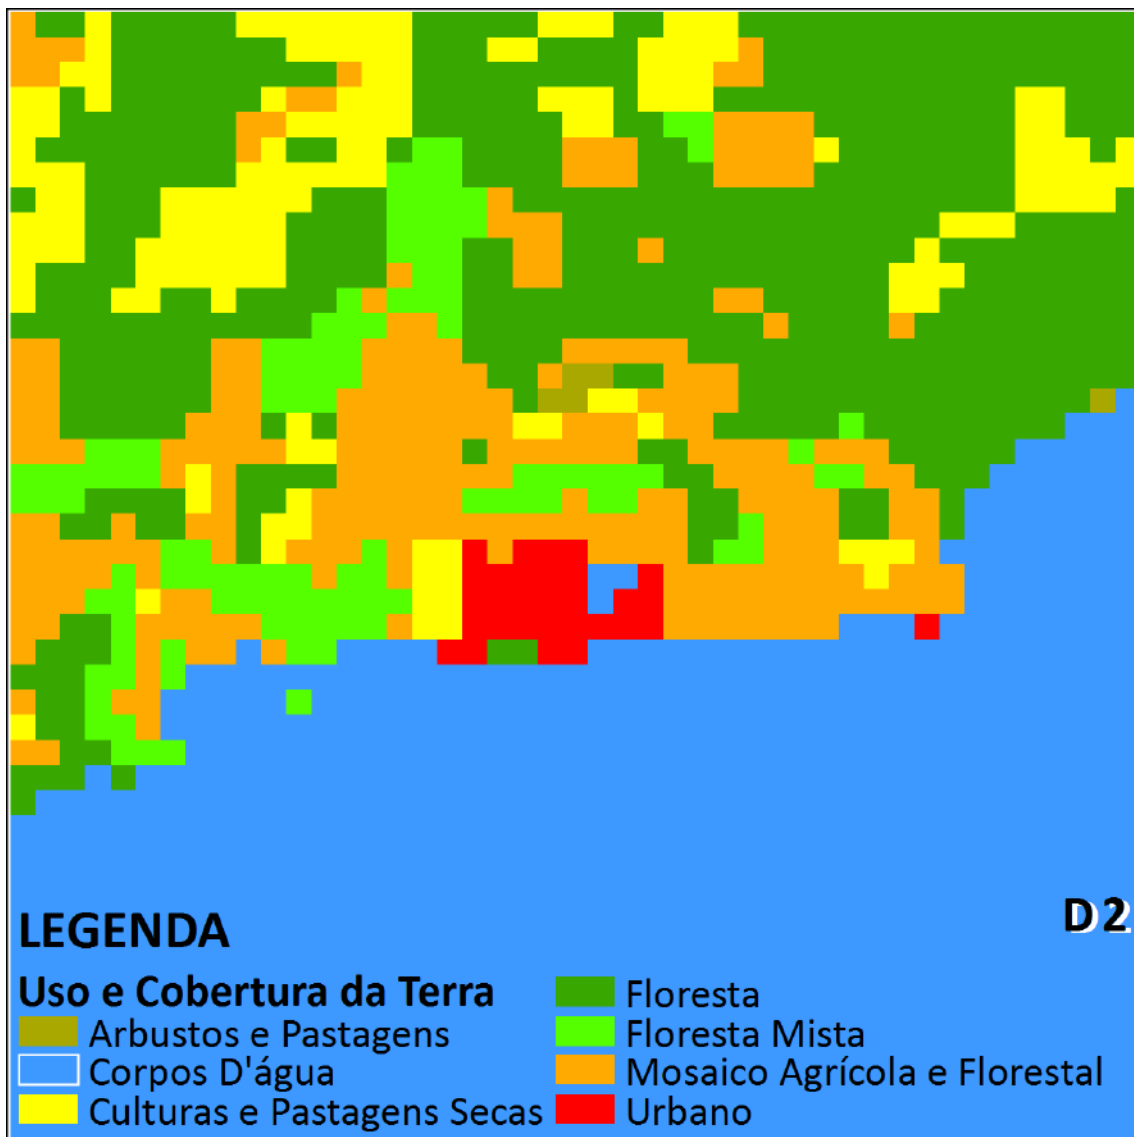 D2
LEGENDA
Uso e Cobertura da Terra
Arbustos e Pastagens
Corpos D'água
Culturas e Pastagens Secas
Floresta
Floresta Mista
Mosaico Agrícola e Florestal
Urbano